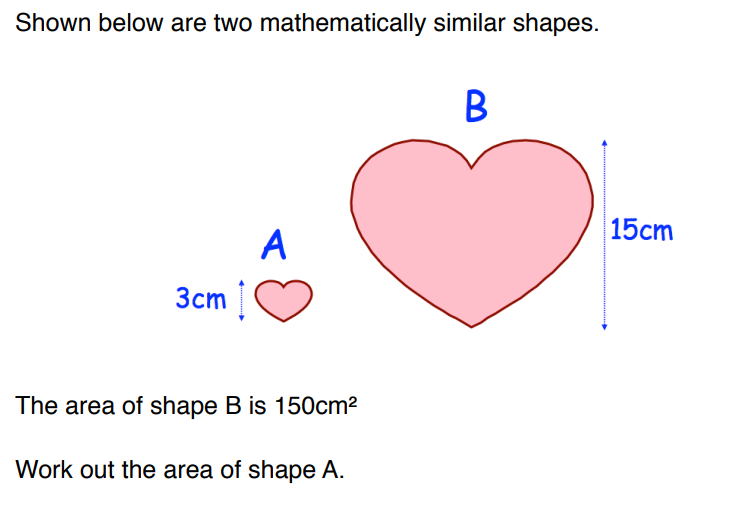 Shown below are two mathematically similar shapes.
B
15cm
A
3cm
The area of shape B is 150cm²
Work out the area of shape A.